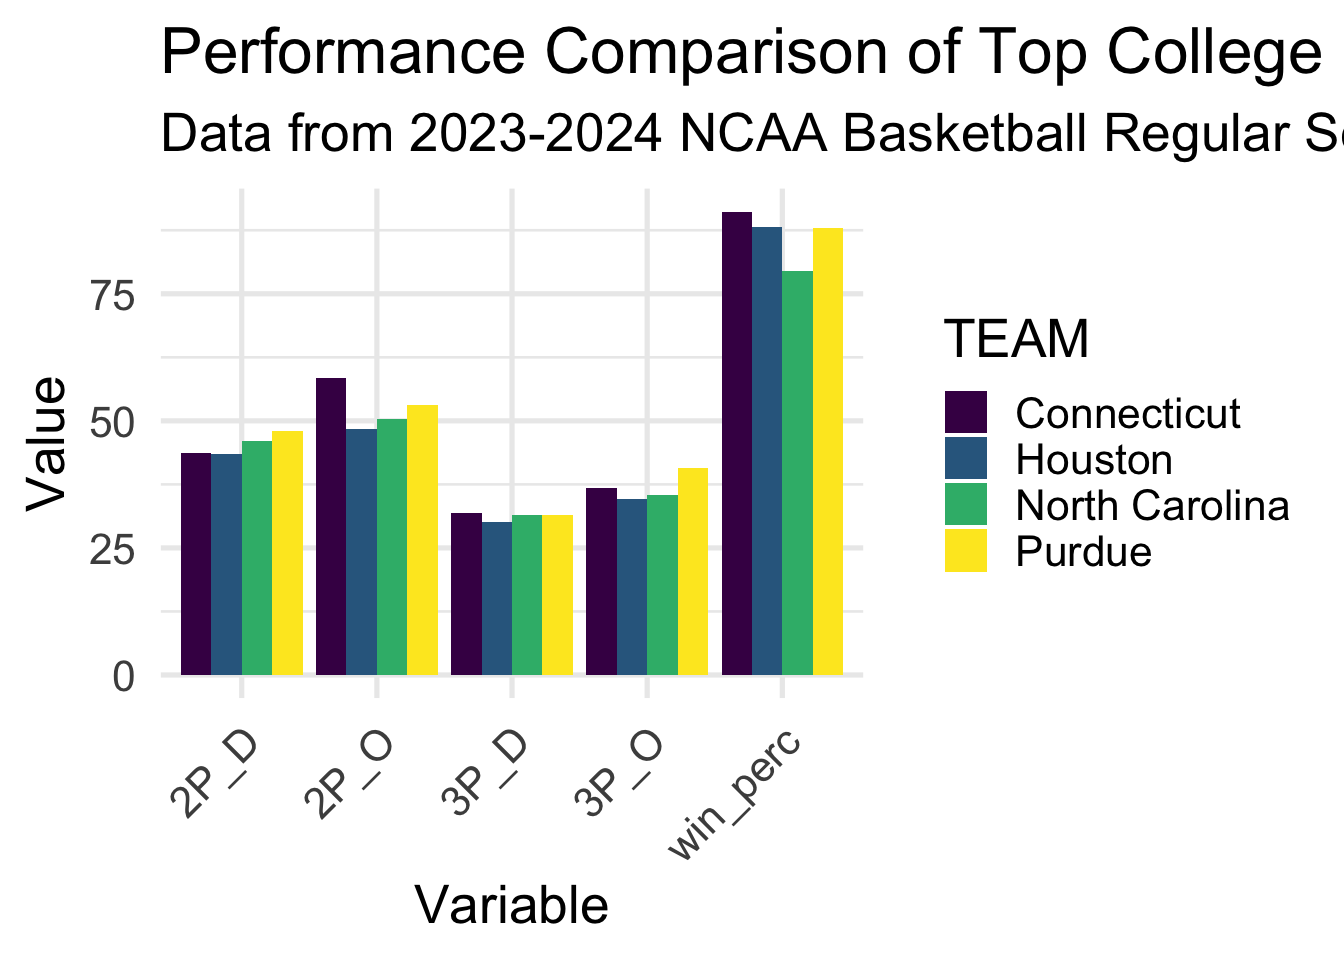 Performance Comparison of Top College
Data from 2023-2024 NCAA Basketball Regular
75
50
25
0
Value
2P_D
2P_O
3P_D
3P_O
win_perc
Variable
TEAM
Connecticut
Houston
North Carolina
Purdue